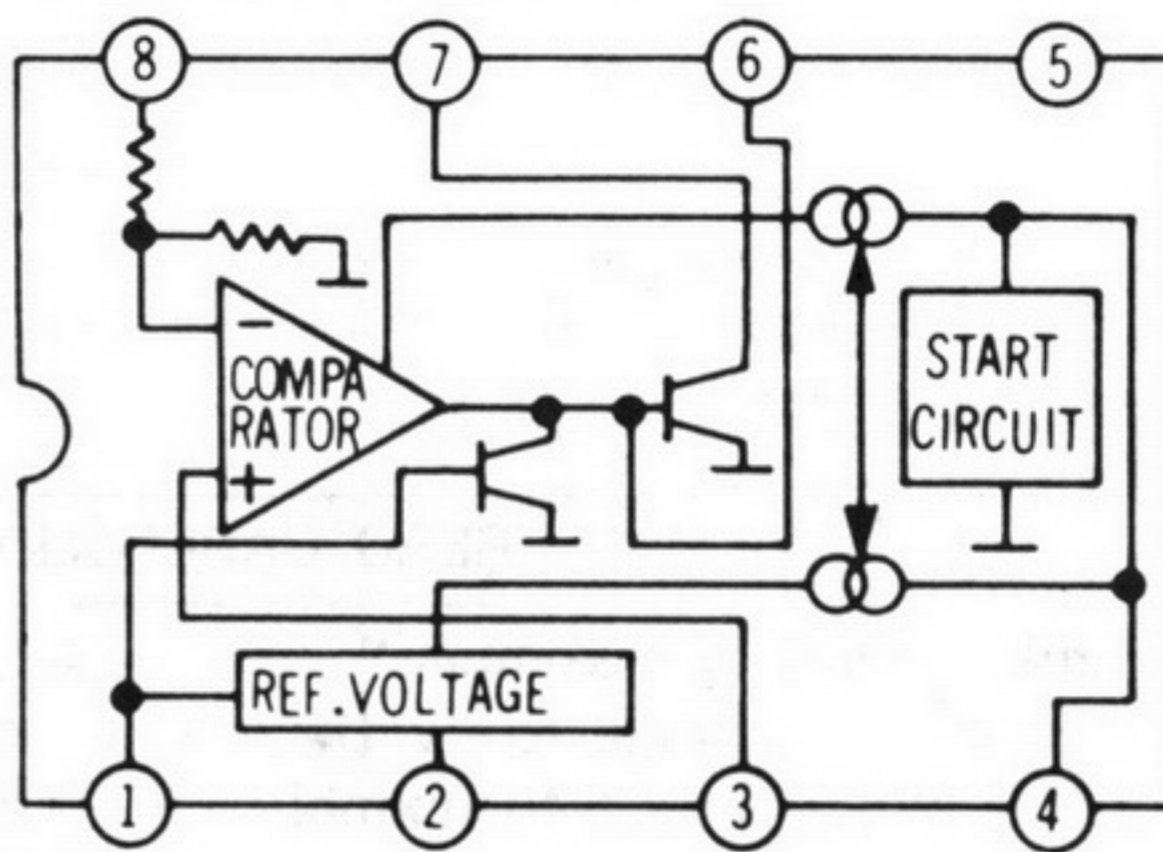 8 7 6 5
−
COMPA
RATOR
+
START
CIRCUIT
REF. VOLTAGE
1 2 3 4